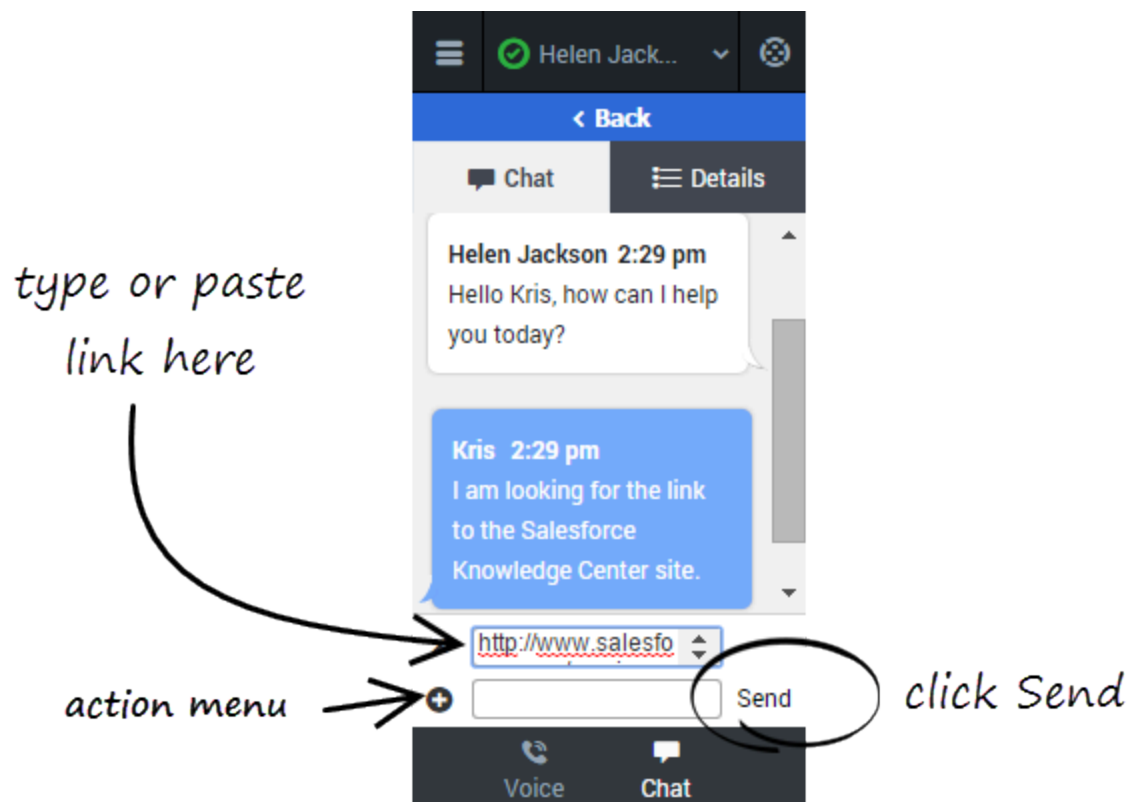 Helen Jack...
< Back
Chat
Details
Helen Jackson 2:29 pm
Hello Kris, how can I help
you today?
type or paste
link here
Kris 2:29 pm
I am looking for the link
to the Salesforce
Knowledge Center site.
http://www.salesfo
action menu
Send
click Send
Voice
Chat